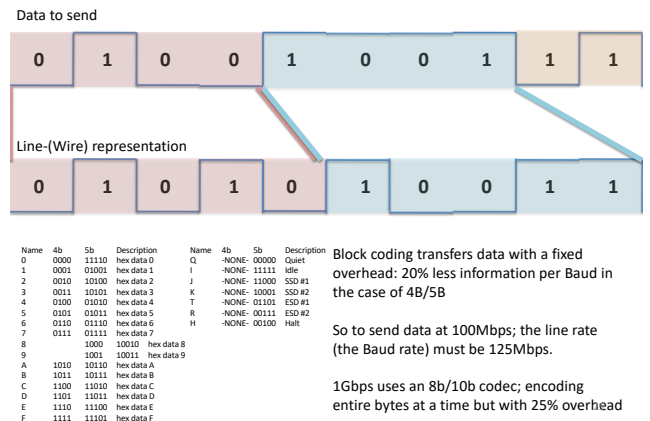 Data to send
0 1 0 0 1 0 0 1 1 1
Line-(Wire) representation
0 1 0 1 0 1 0 0 1 1
Name 4b 5b Description Name 4b 5b Description
0 0000 11110 hex data 0 Q -NONE- 00000 Quiet
1 0001 01001 hex data 1 I -NONE- 11111 Idle
2 0010 10100 hex data 2 J -NONE- 11000 SSD #1
3 0011 10101 hex data 3 K -NONE- 10001 SSD #2
4 0100 01010 hex data 4 T -NONE- 01101 ESD #1
5 0101 01011 hex data 5 R -NONE- 00111 ESD #2
6 0110 01110 hex data 6 H -NONE- 00100 Halt
7 0111 01111 hex data 7
8 1000 10010 hex data 8
9 1001 10011 hex data 9
A 1010 10110 hex data A
B 1011 10111 hex data B
C 1100 11010 hex data C
D 1101 11011 hex data D
E 1110 11100 hex data E
F 1111 11101 hex data F
Block coding transfers data with a fixed
overhead: 20% less information per Baud in
the case of 4B/5B
So to send data at 100Mbps; the line rate
(the Baud rate) must be 125Mbps.
1Gbps uses an 8b/10b codec; encoding
entire bytes at a time but with 25% overhead